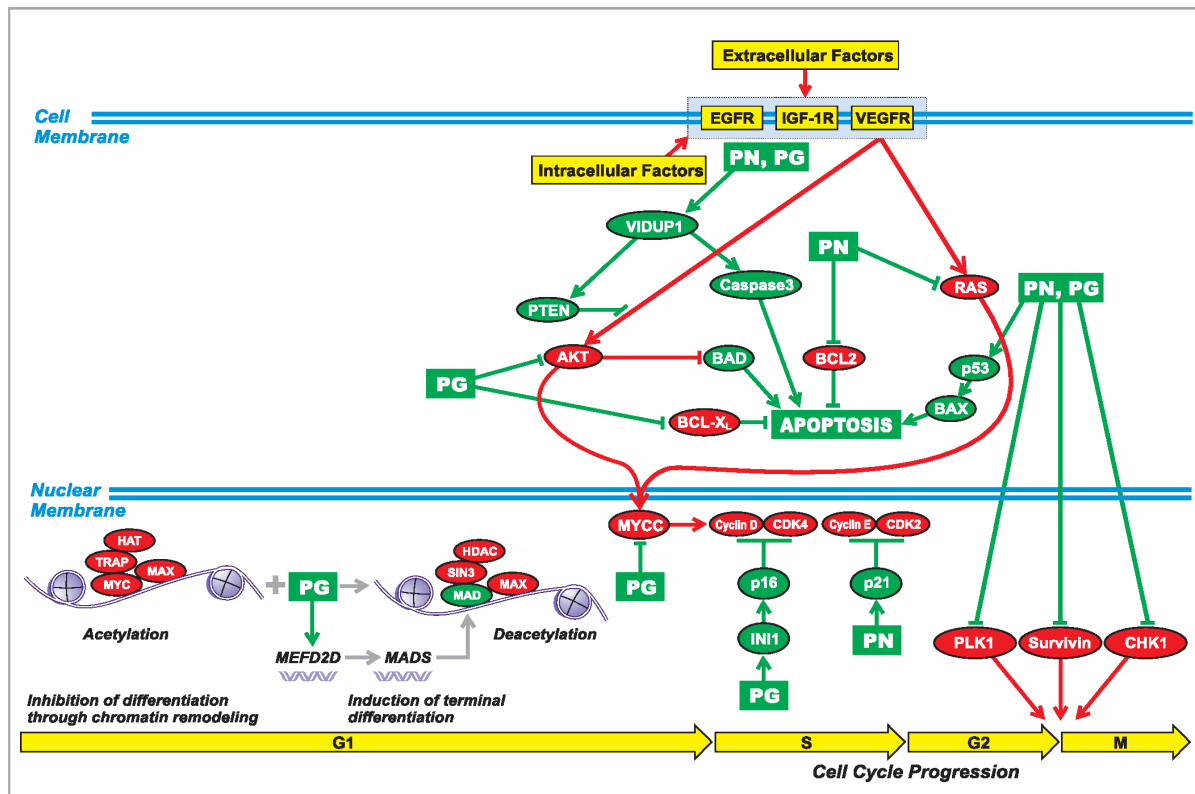 Extracellular Factors
Cell
Membrane
EGFR
IGF-1R
VEGFR
Intracellular Factors
PN, PG
VIDUP1
PN
PTEN
Caspase3
RAS
PN, PG
AKT
BAD
BCL2
p53
PG
BCL-XL
APOPTOSIS
BAX
Nuclear
Membrane
MYCC
Cyclin D
CDK4
Cyclin E
CDK2
HAT
TRAP
MYC
MAX
+
PG
HDAC
SIN3
MAD
MAX
PG
p16
p21
Acetylation
Deacetylation
INI1
PN
PLK1
Survivin
CHK1
MEFD2D
MADS
PG
Inhibition of differentiation
through chromatin remodeling
Induction of terminal
differentiation
G1
S
G2
M
Cell Cycle Progression